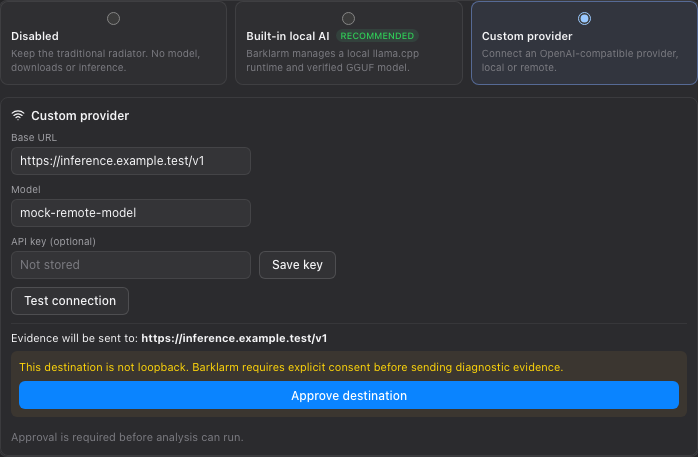 Disabled
Keep the traditional radiator. No model,
downloads or inference.
Built-in local AI RECOMMENDED
Barklarm manages a local llama.cpp
runtime and verified GGUF model.
Custom provider
Connect an OpenAI-compatible provider,
local or remote.
Custom provider
Base URL
https://inference.example.test/v1
Model
mock-remote-model
API key (optional)
Not stored
Save key
Test connection
Evidence will be sent to: https://inference.example.test/v1
This destination is not loopback. Barklarm requires explicit consent before sending diagnostic evidence.
Approve destination
Approval is required before analysis can run.